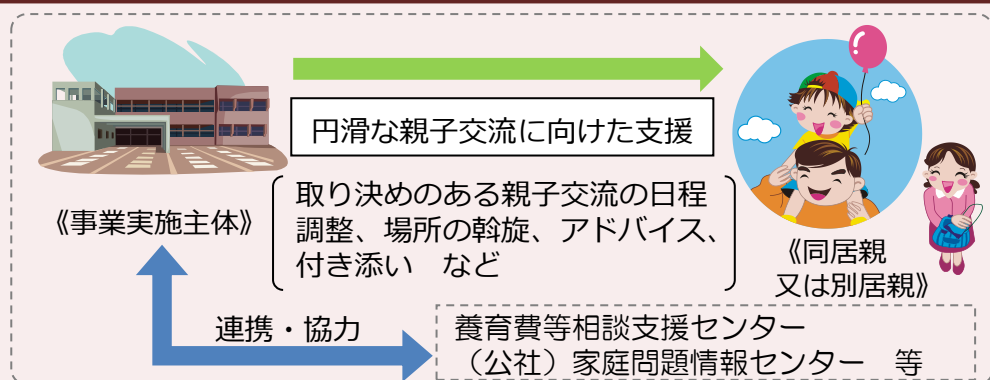 円滑な親子交流に向けた支援
取り決めのある親子交流の日程
調整、場所の斡旋、アドバイス、
付き添い　など
《事業実施主体》
《同居親
又は別居親》
連携・協力
養育費等相談支援センター
（公社）家庭問題情報センター　等